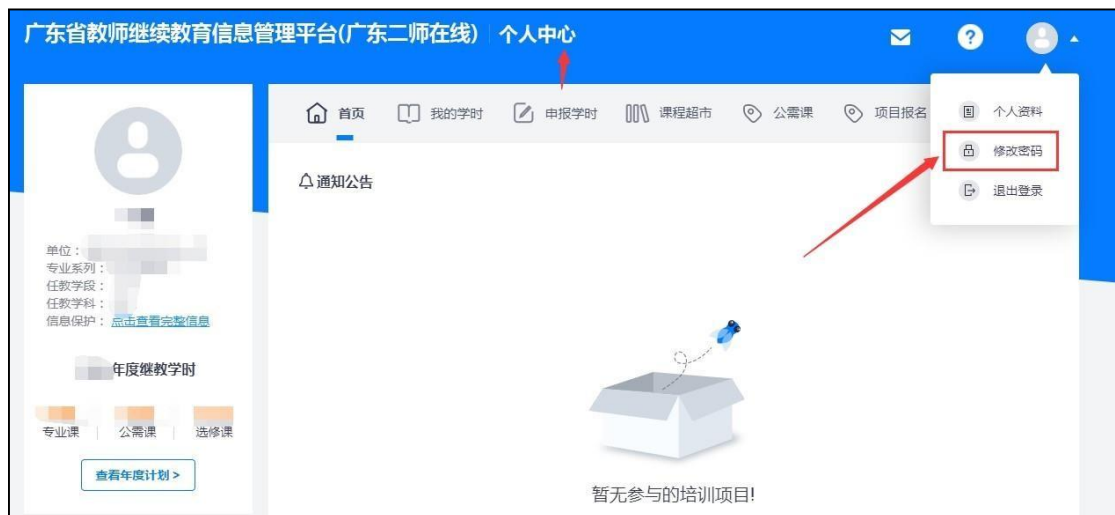 广东省教师继续教育信息管理平台(广东二师在线) 个人中心
首页 我的学时 申报学时 课程超市 公需课 项目报名
个人资料
修改密码
退出登录
通知公告
单位：
专业系列：
任教学段：
任教学科：
信息保护： 点击查看完整信息
年度继教学时
专业课 公需课 选修课
查看年度计划 >
暂无参与的培训项目!